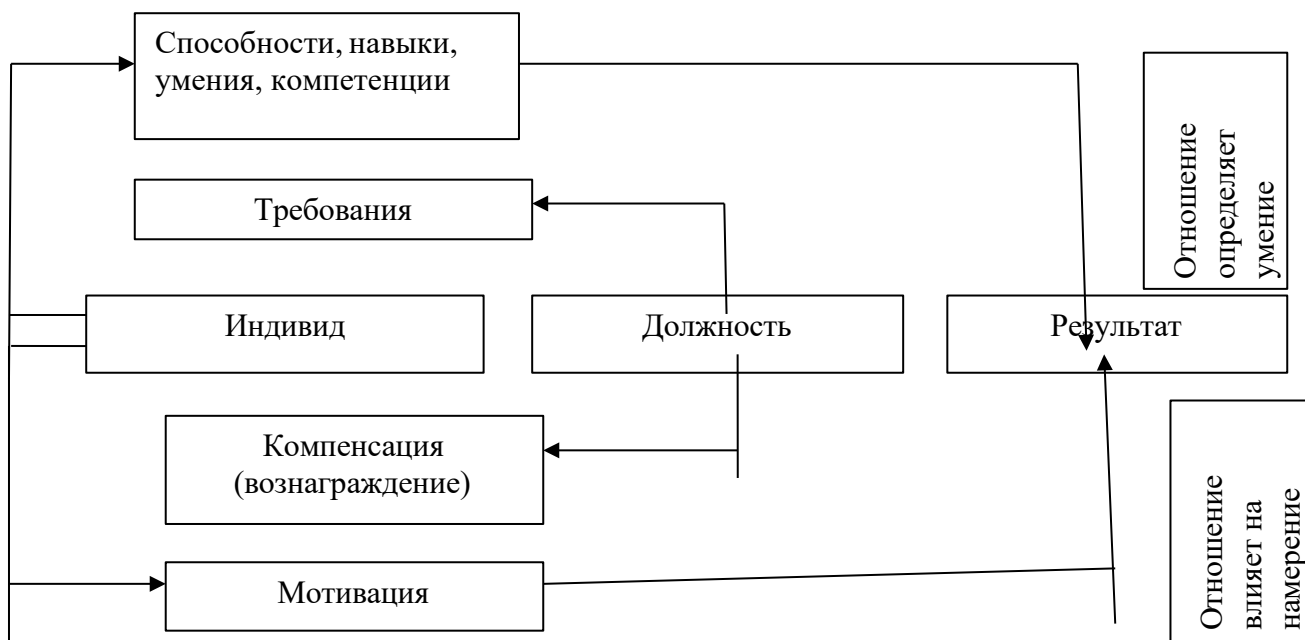 Способности, навыки,
умения, компетенции
Отношение
определяет
умение
Требования
Индивид
Должность
Результат
Компенсация
(вознаграждение)
Отношение
влияет на
намерение
Мотивация